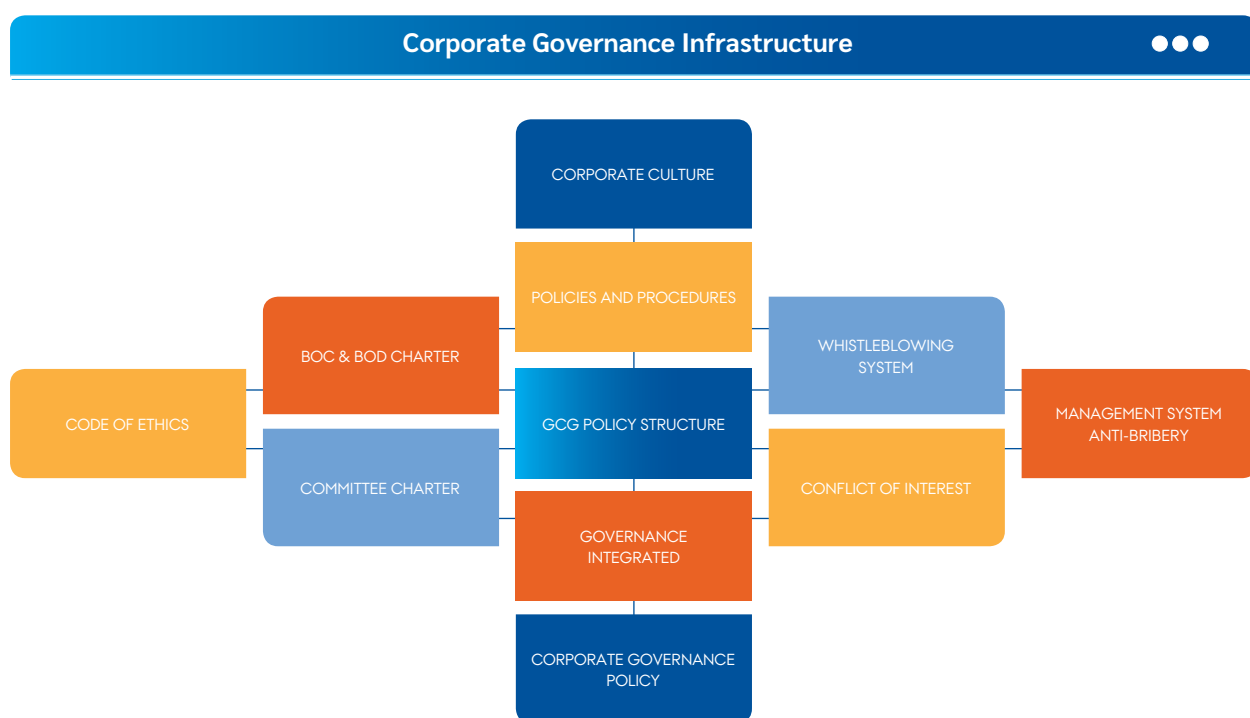 Corporate Governance Infrastructure
CORPORATE CULTURE
POLICIES AND PROCEDURES
BOC & BOD CHARTER
WHISTLEBLOWING
SYSTEM
CODE OF ETHICS
GCG POLICY STRUCTURE
MANAGEMENT SYSTEM
ANTI-BRIBERY
COMMITTEE CHARTER
CONFLICT OF INTEREST
GOVERNANCE
INTEGRATED
CORPORATE GOVERNANCE
POLICY